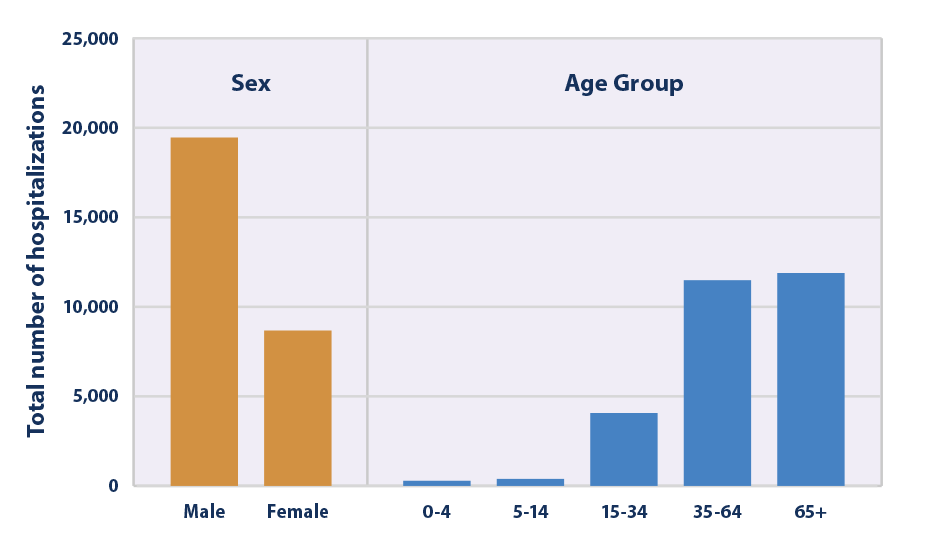 Sex
Age Group
Total number of hospitalizations
25,000
20,000
15,000
10,000
5,000
0
Male
Female
0-4
5-14
15-34
35-64
65+